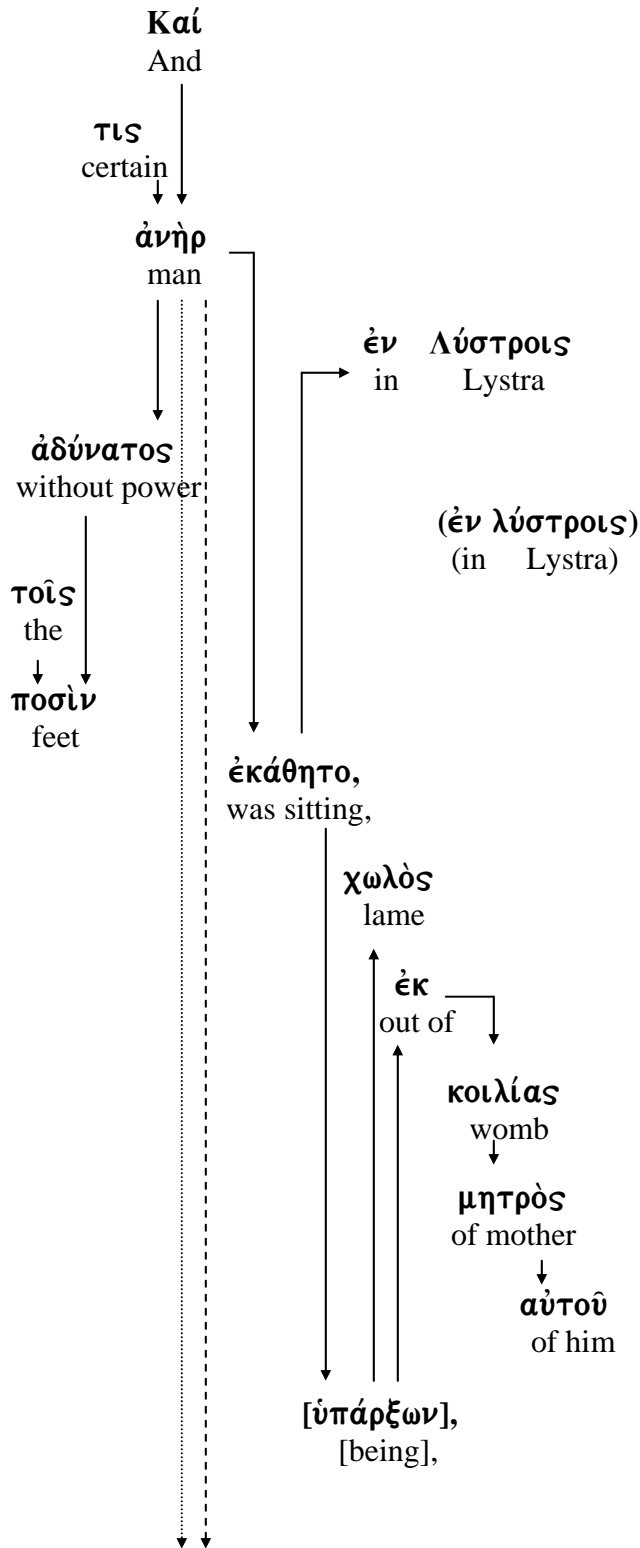 Καί
And
τις
certain
ἀνὴρ
man
ἐν Λύστροις
in Lystra
ἀδύνατος
without power
(ἐν λύστροις)
(in Lystra)
τοῖς
the
ποσὶν
feet
ἐκάθητο,
was sitting,
χωλὸς
lame
ἐκ
out of
κοιλίας
womb
μητρὸς
of mother
αὐτοῦ
of him
[ὑπάρξων],
[being],